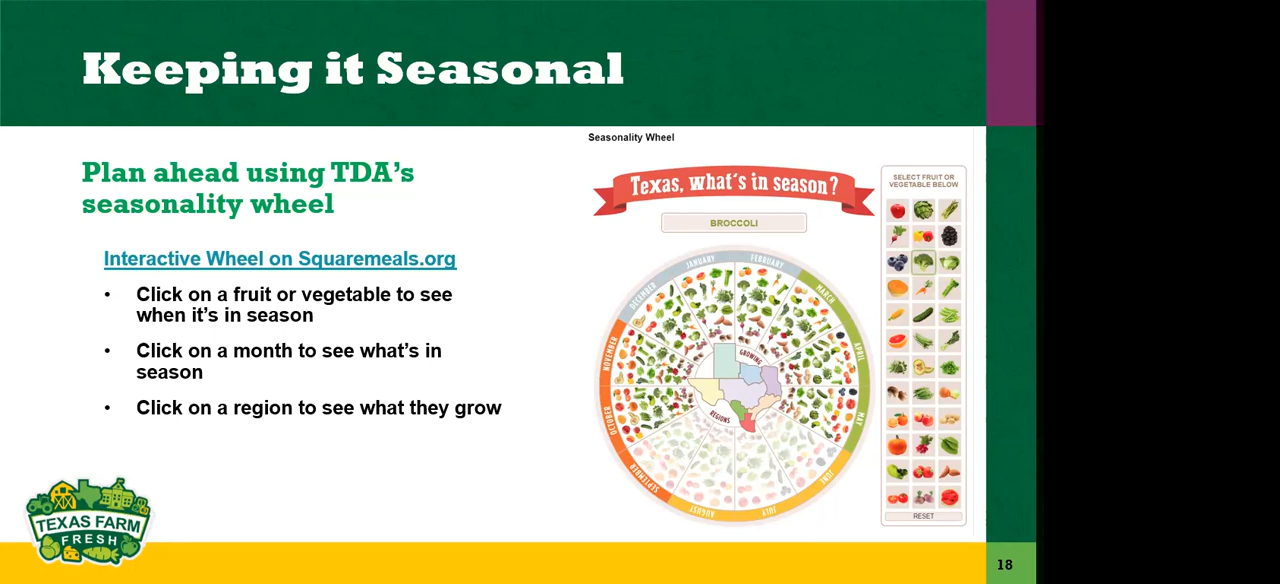 Keeping it Seasonal
Plan ahead using TDA's
seasonality wheel
Interactive Wheel on Squaremeals.org
• Click on a fruit or vegetable to see
when it's in season
• Click on a month to see what's in
season
• Click on a region to see what they grow
TEXAS FARM
FRESH
Seasonality Wheel
Texas, what's in season?
BROCCOLI
JANUARY
FEBRUARY
MARCH
APRIL
MAY
JUNE
JULY
AUGUST
SEPTEMBER
OCTOBER
NOVEMBER
DECEMBER
GROWING
REGIONS
SELECT FRUIT OR
VEGETABLE BELOW
RESET
18